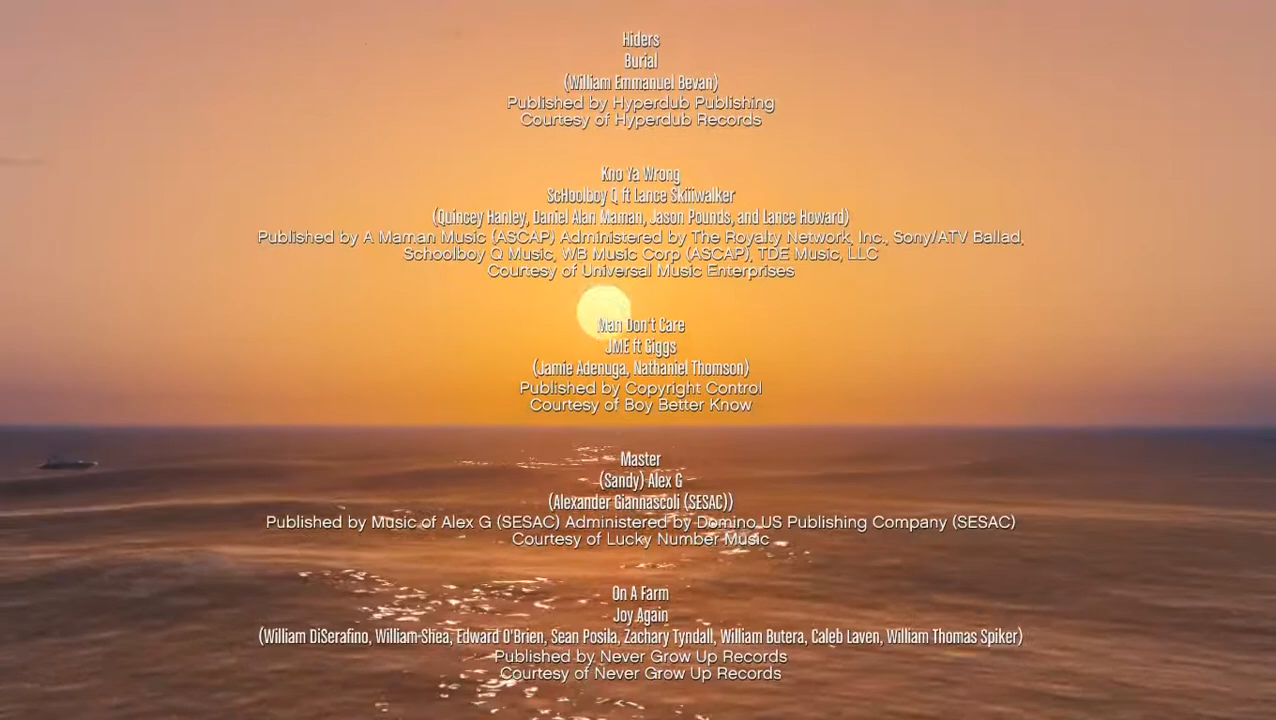 Hiders
Burial
(William Emmanuel Bevan)
Published by Hyperdub Publishing
Courtesy of Hyperdub Records
Kno Ya Wrong
ScHoolboy Q ft Lance Skiiiwalker
(Quincey Hanley, Daniel Alan Maman, Jason Pounds, and Lance Howard)
Published by A Maman Music (ASCAP) Administered by The Royalty Network, Inc., Sony/ATV Ballad,
Schoolboy Q Music, WB Music Corp (ASCAP), TDE Music, LLC
Courtesy of Universal Music Enterprises
Man Don't Care
JME ft Giggs
(Jamie Adenuga, Nathaniel Thomson)
Published by Copyright Control
Courtesy of Boy Better Know
Master
(Sandy) Alex G
(Alexander Giannascoli (SESAC))
Published by Music of Alex G (SESAC) Administered by Domino US Publishing Company (SESAC)
Courtesy of Lucky Number Music
On A Farm
Joy Again
(William DiSerafino, William-Shea, Edward O'Brien, Sean Posila, Zachary Tyndall, William Butera, Caleb Laven, William Thomas Spiker)
Published by Never Grow Up Records
Courtesy of Never Grow Up Records